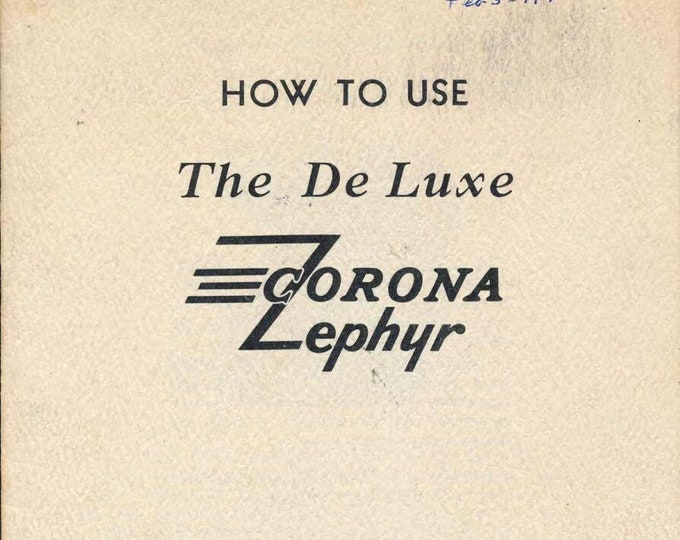 HOW TO USE
The De Luxe
CORONA
Zephyr